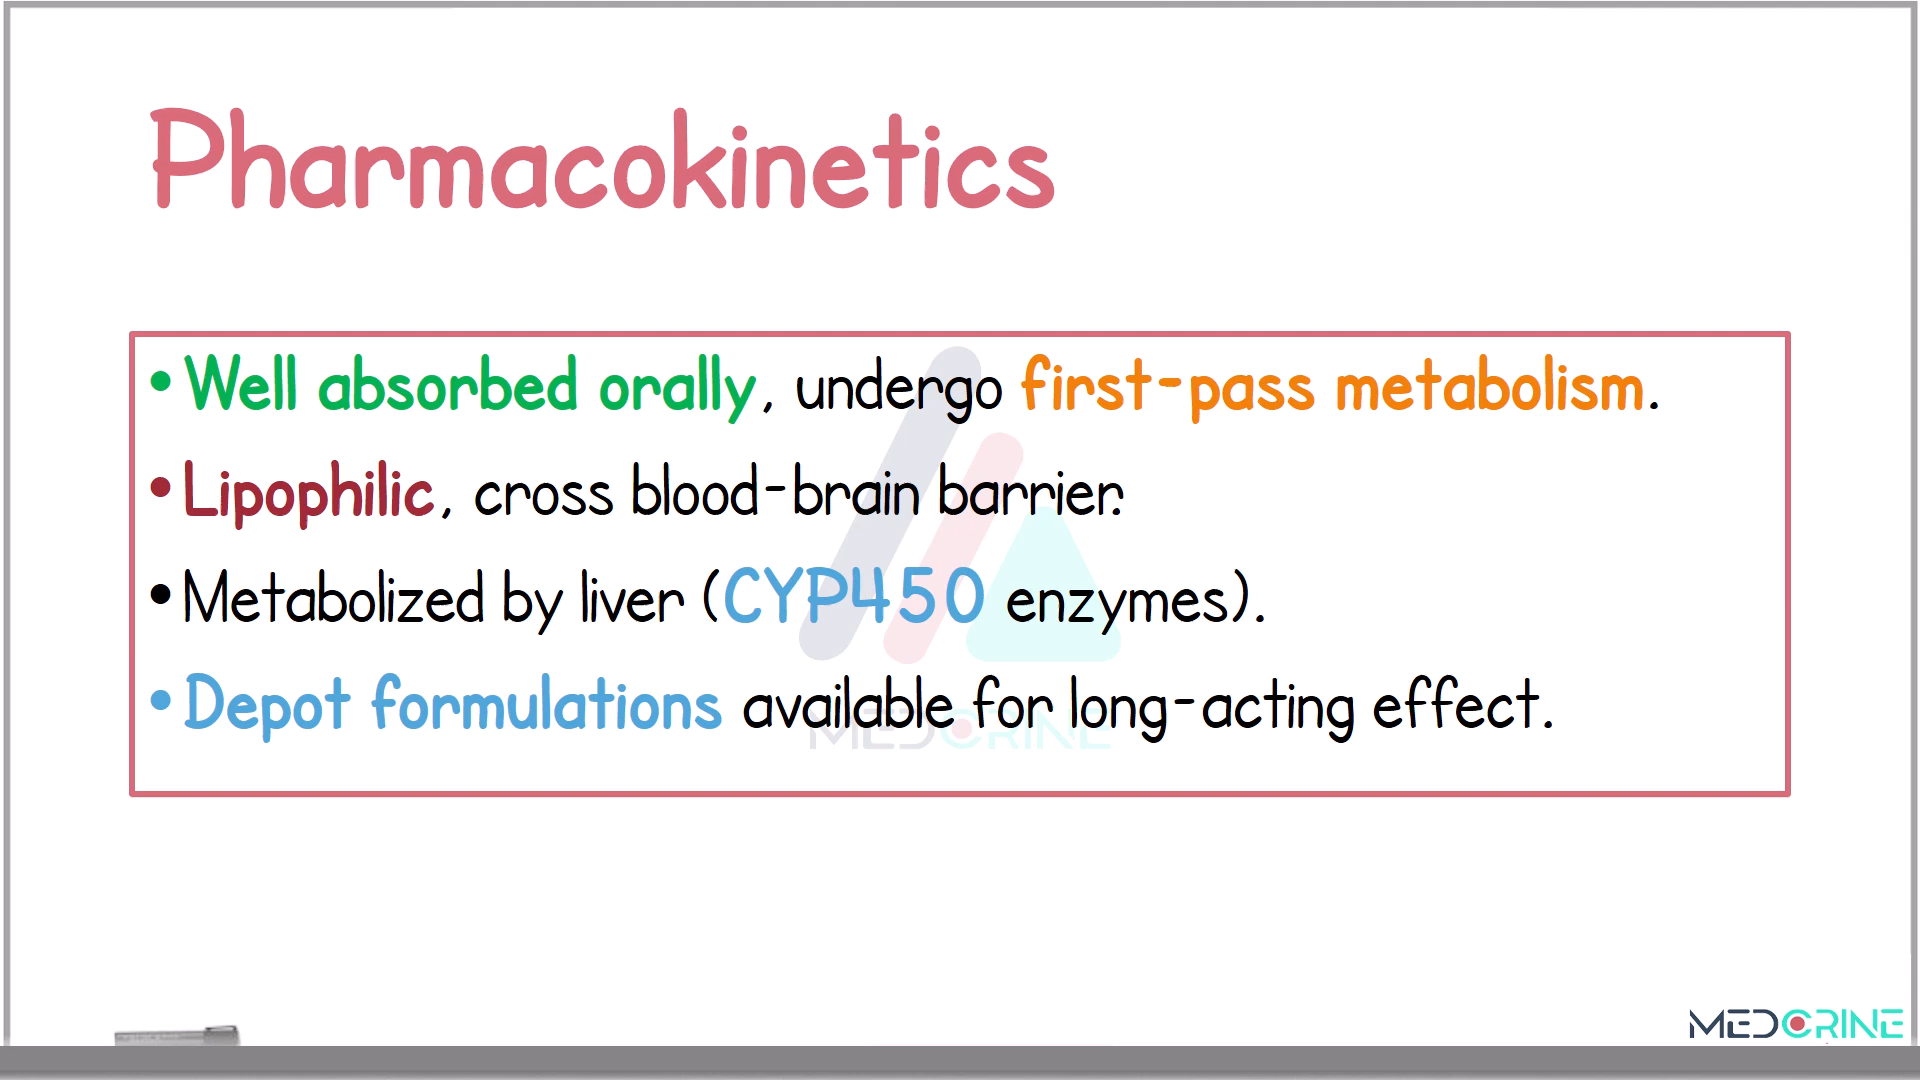 Pharmacokinetics
• Well absorbed orally, undergo first-pass metabolism.
• Lipophilic, cross blood-brain barrier.
• Metabolized by liver (CYP450 enzymes).
• Depot formulations available for long-acting effect.
MEDCRINE
MEDCRINE